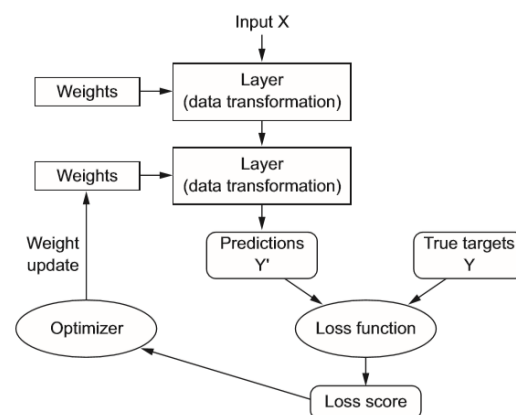 Input X
Layer
(data transformation)
Weights
Layer
(data transformation)
Weights
Weight
update
Predictions
Y'
True targets
Y
Optimizer
Loss function
Loss score